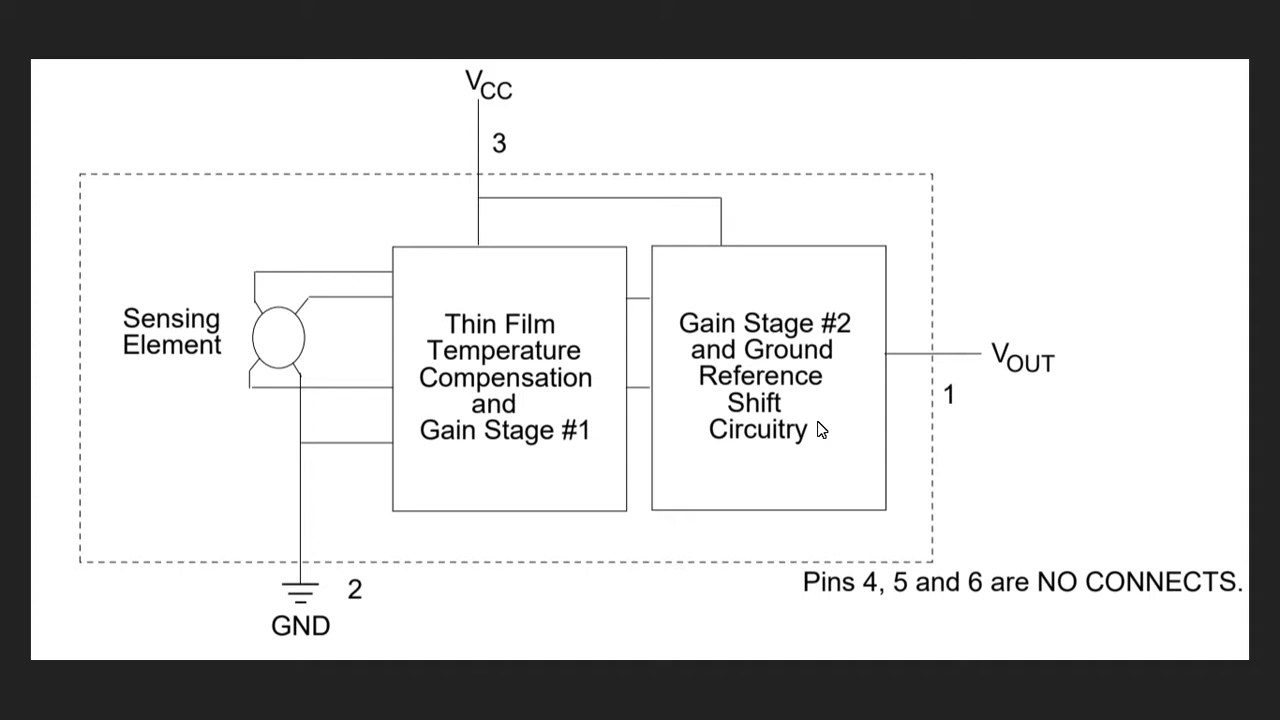 VCC
3
Sensing
Element
Thin Film
Temperature
Compensation
and
Gain Stage #1
Gain Stage #2
and Ground
Reference
Shift
Circuitry
VOUT
1
2
GND
Pins 4, 5 and 6 are NO CONNECTS.